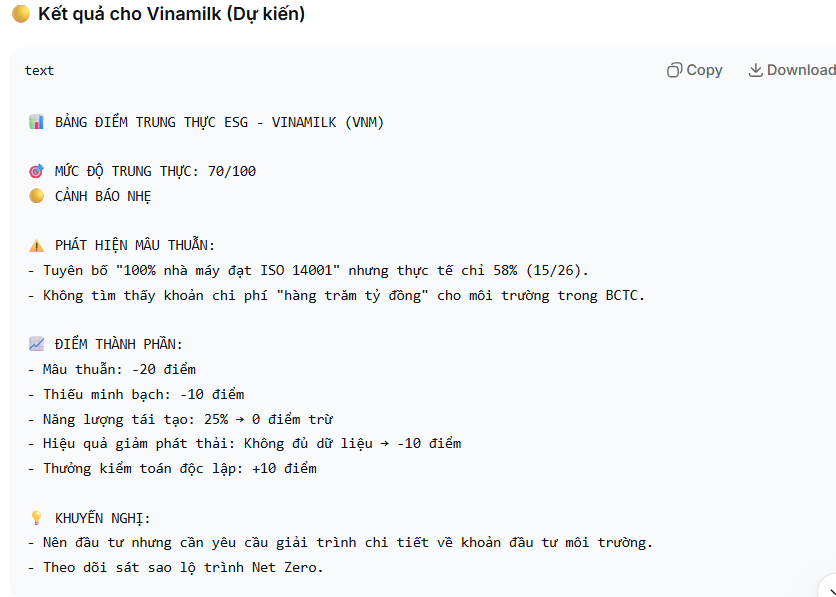 🟡 Kết quả cho Vinamilk (Dự kiến)
text
Copy
Download
📊 BẢNG ĐIỂM TRUNG THỰC ESG - VINAMILK (VNM)
🎯 MỨC ĐỘ TRUNG THỰC: 70/100
🟡 CẢNH BÁO NHẸ
⚠️ PHÁT HIỆN MÂU THUẪN:
- Tuyên bố "100% nhà máy đạt ISO 14001" nhưng thực tế chỉ 58% (15/26).
- Không tìm thấy khoản chi phí "hàng trăm tỷ đồng" cho môi trường trong BCTC.
📈 ĐIỂM THÀNH PHẦN:
- Mâu thuẫn: -20 điểm
- Thiếu minh bạch: -10 điểm
- Năng lượng tái tạo: 25% → 0 điểm trừ
- Hiệu quả giảm phát thải: Không đủ dữ liệu → -10 điểm
- Thưởng kiểm toán độc lập: +10 điểm
💡 KHUYẾN NGHỊ:
- Nên đầu tư nhưng cần yêu cầu giải trình chi tiết về khoản đầu tư môi trường.
- Theo dõi sát sao lộ trình Net Zero.